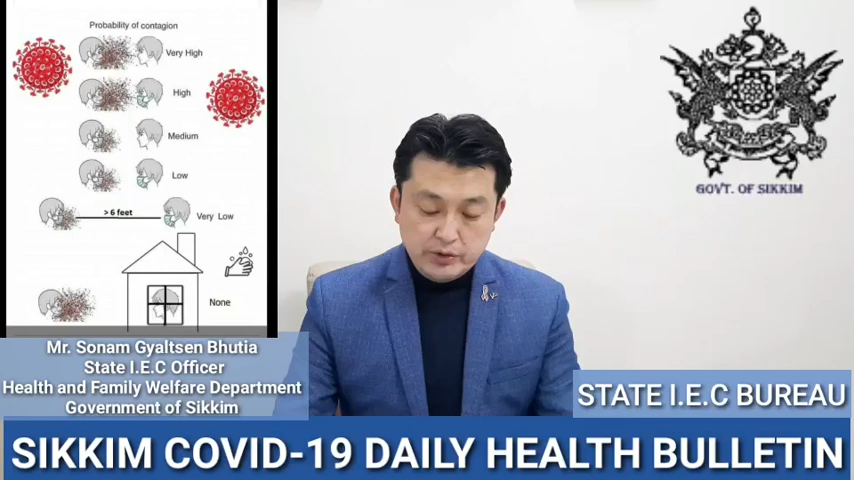 Probability of contagion
Very High
High
Medium
Low
> 6 feet
Very Low
None
GOVT. OF SIKKIM
Mr. Sonam Gyaltsen Bhutia
State I.E.C Officer
Health and Family Welfare Department
Government of Sikkim
STATE I.E.C BUREAU
SIKKIM COVID-19 DAILY HEALTH BULLETIN